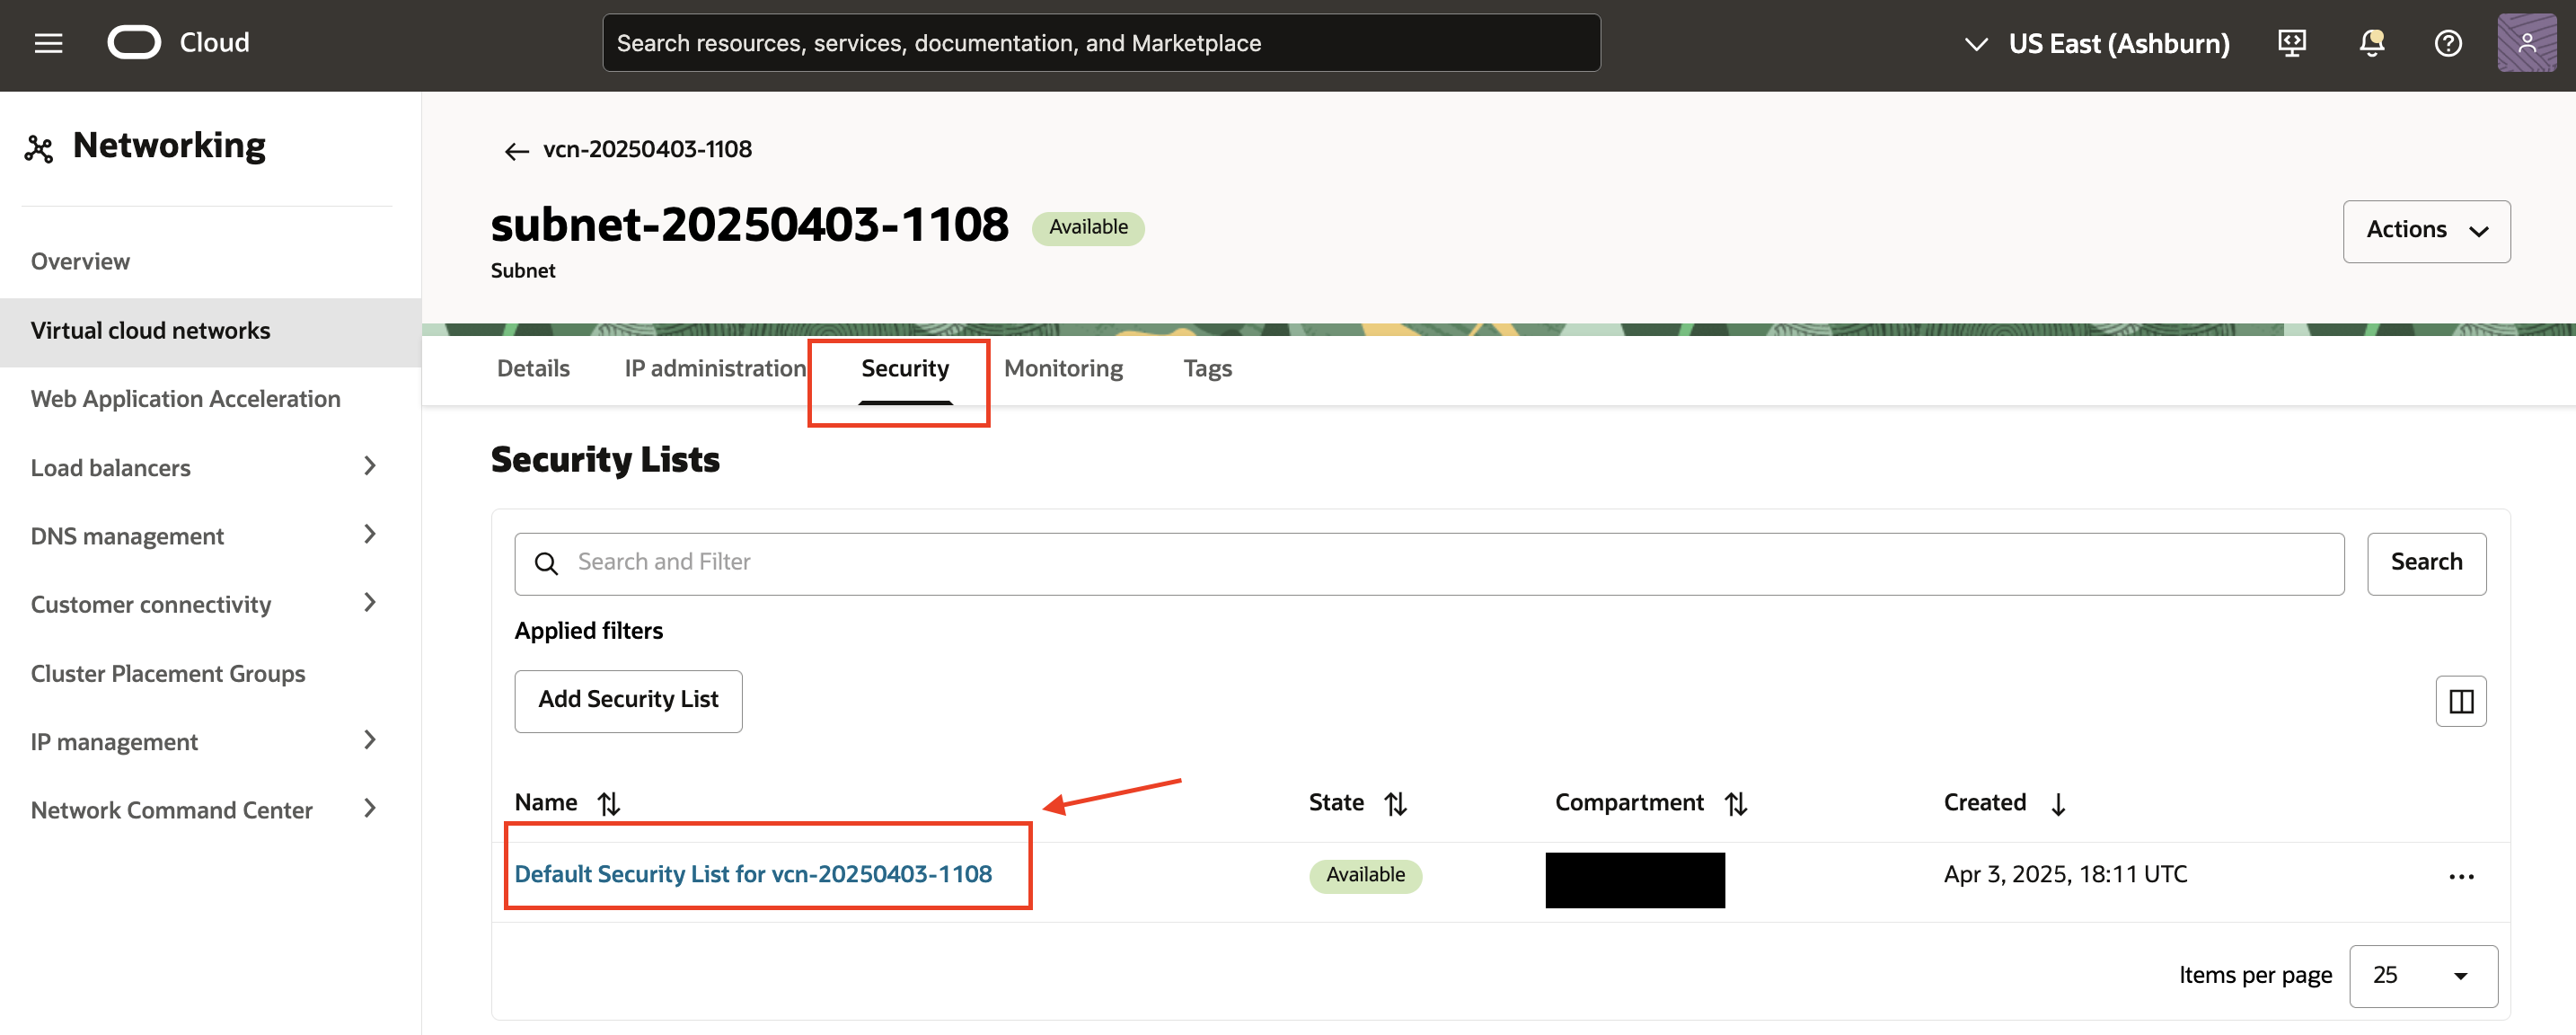 Cloud
Search resources, services, documentation, and Marketplace
US East (Ashburn)
Networking
Overview
Virtual cloud networks
Web Application Acceleration
Load balancers
DNS management
Customer connectivity
Cluster Placement Groups
IP management
Network Command Center
vcn-20250403-1108
subnet-20250403-1108 Available
Subnet
Actions
Details IP administration Security Monitoring Tags
Security Lists
Search and Filter
Search
Applied filters
Add Security List
Name State Compartment Created
Default Security List for vcn-20250403-1108 Available Apr 3, 2025, 18:11 UTC
Items per page 25